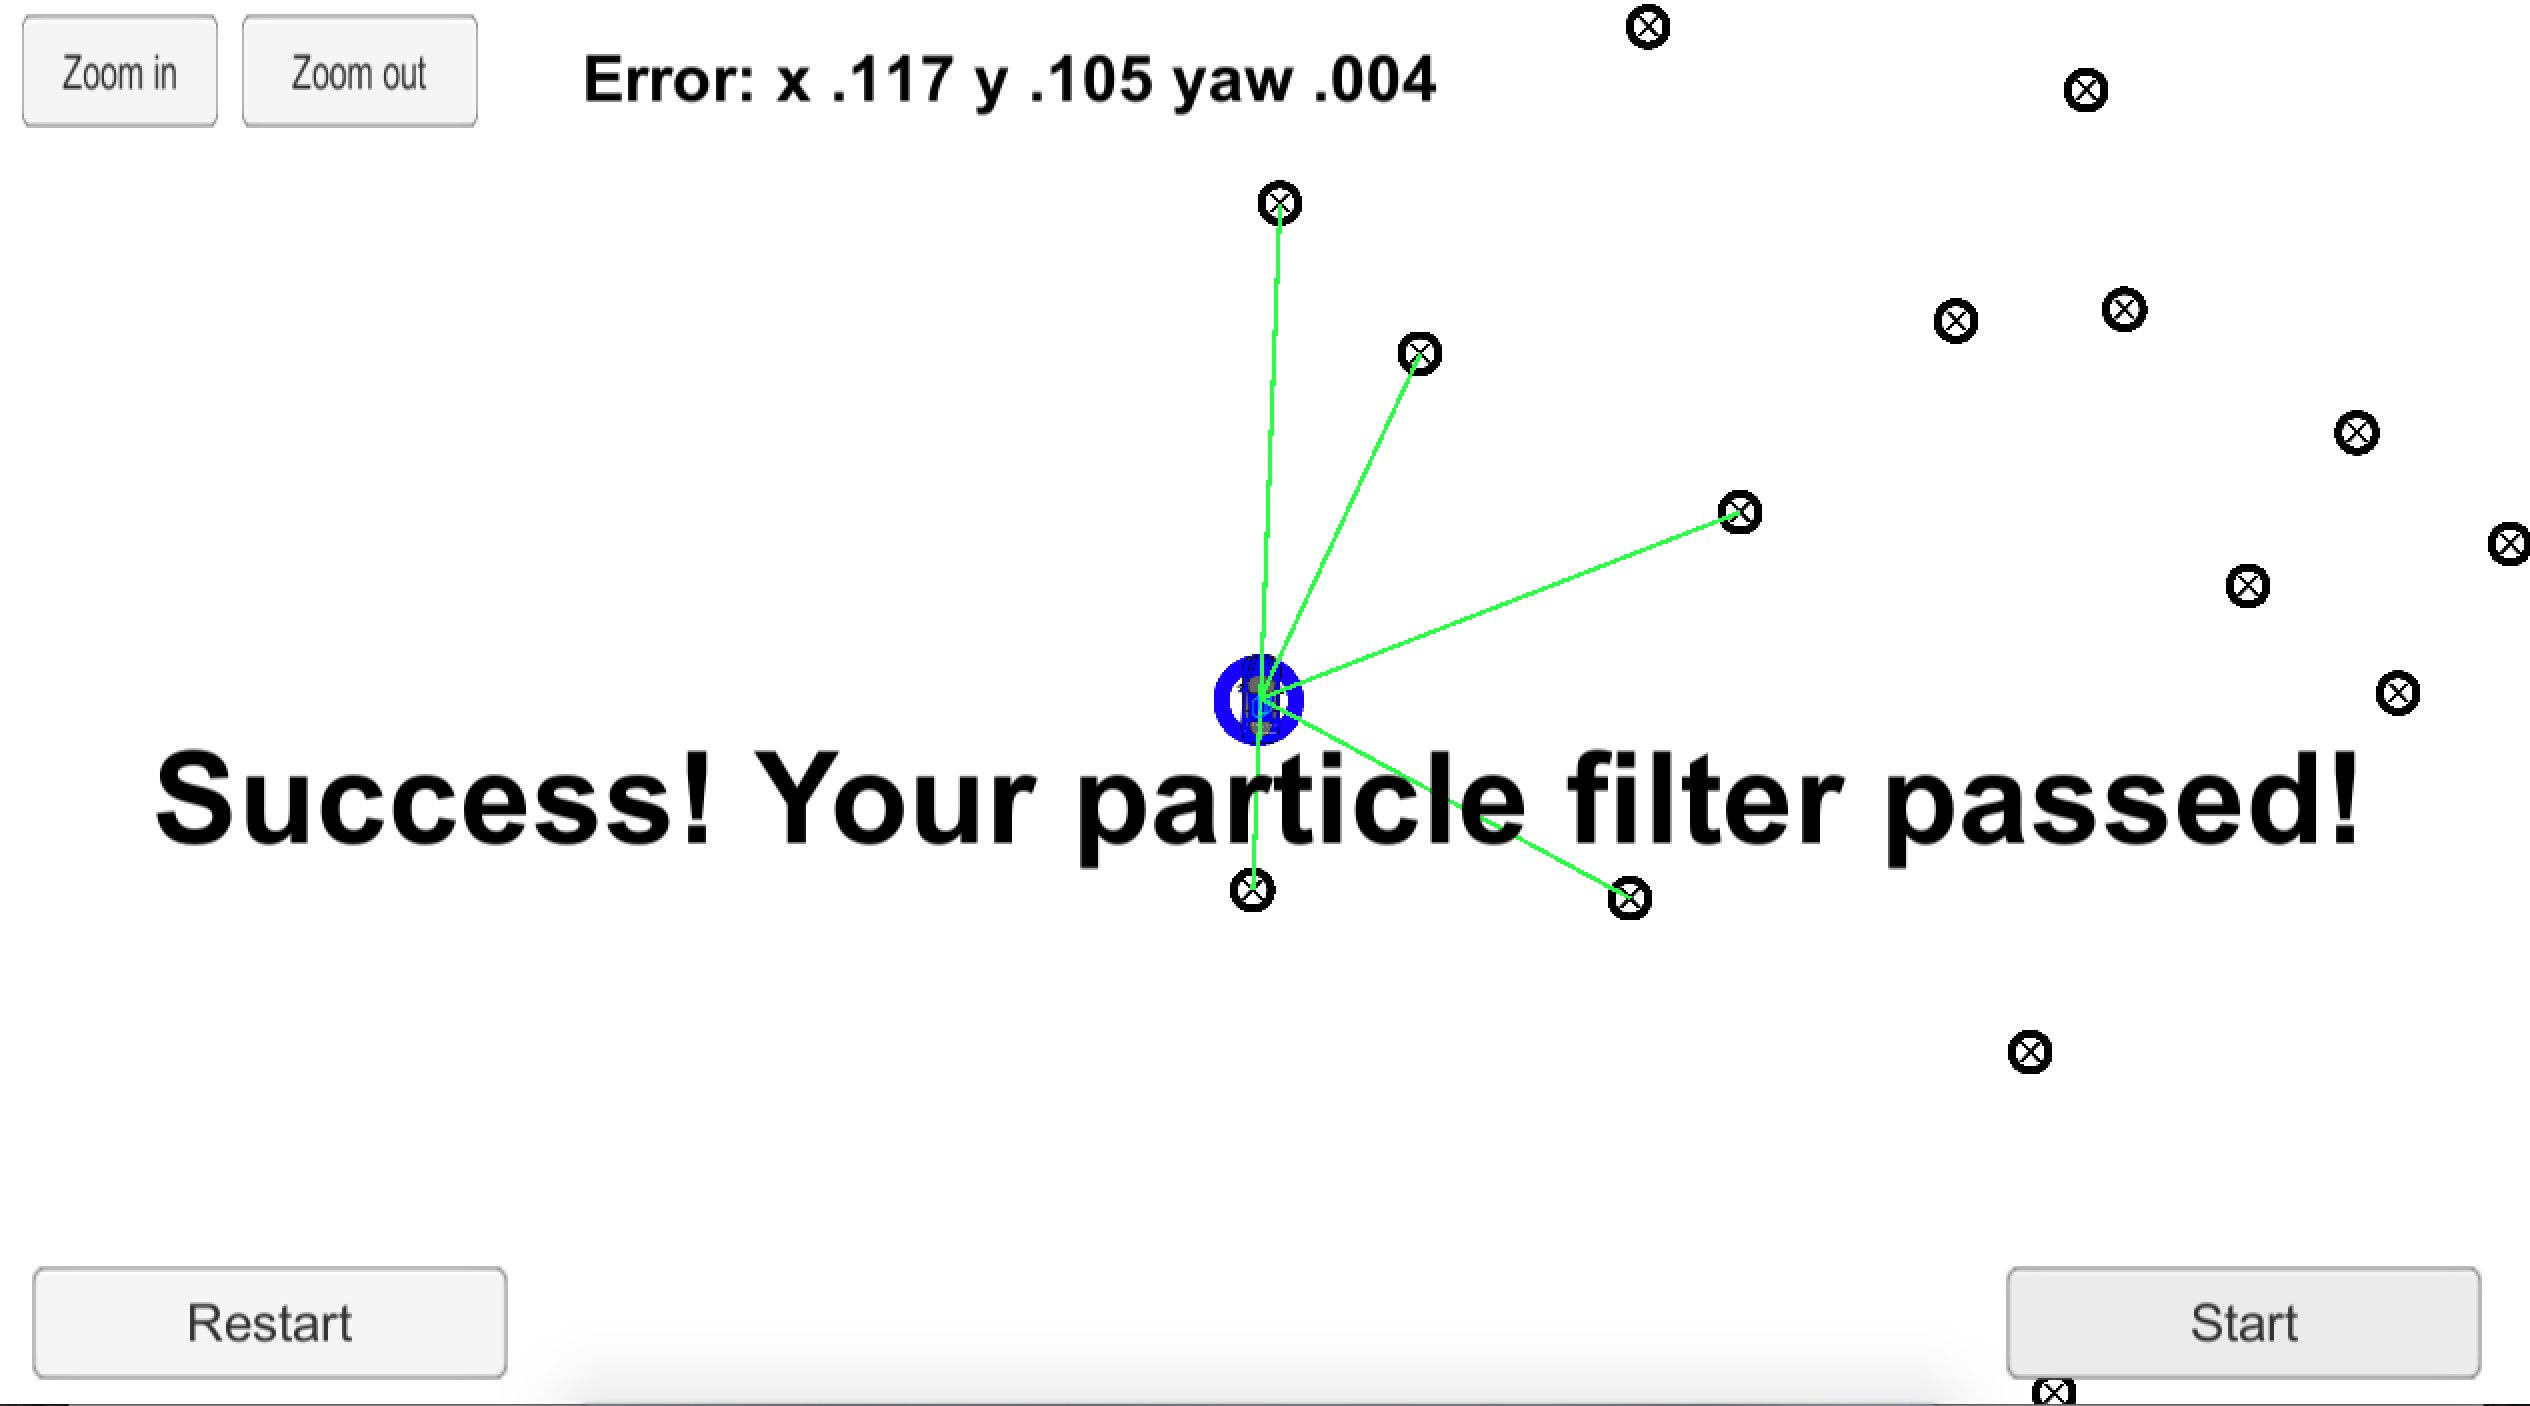 Zoom in
Zoom out
Error: x .117 y .105 yaw .004
Success! Your particle filter passed!
Restart
Start